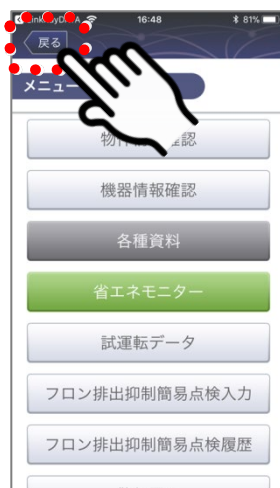 16:48
81%
戻る
メニュー
機器情報確認
各種資料
省エネモニター
試運転データ
フロン排出抑制簡易点検入力
フロン排出抑制簡易点検履歴